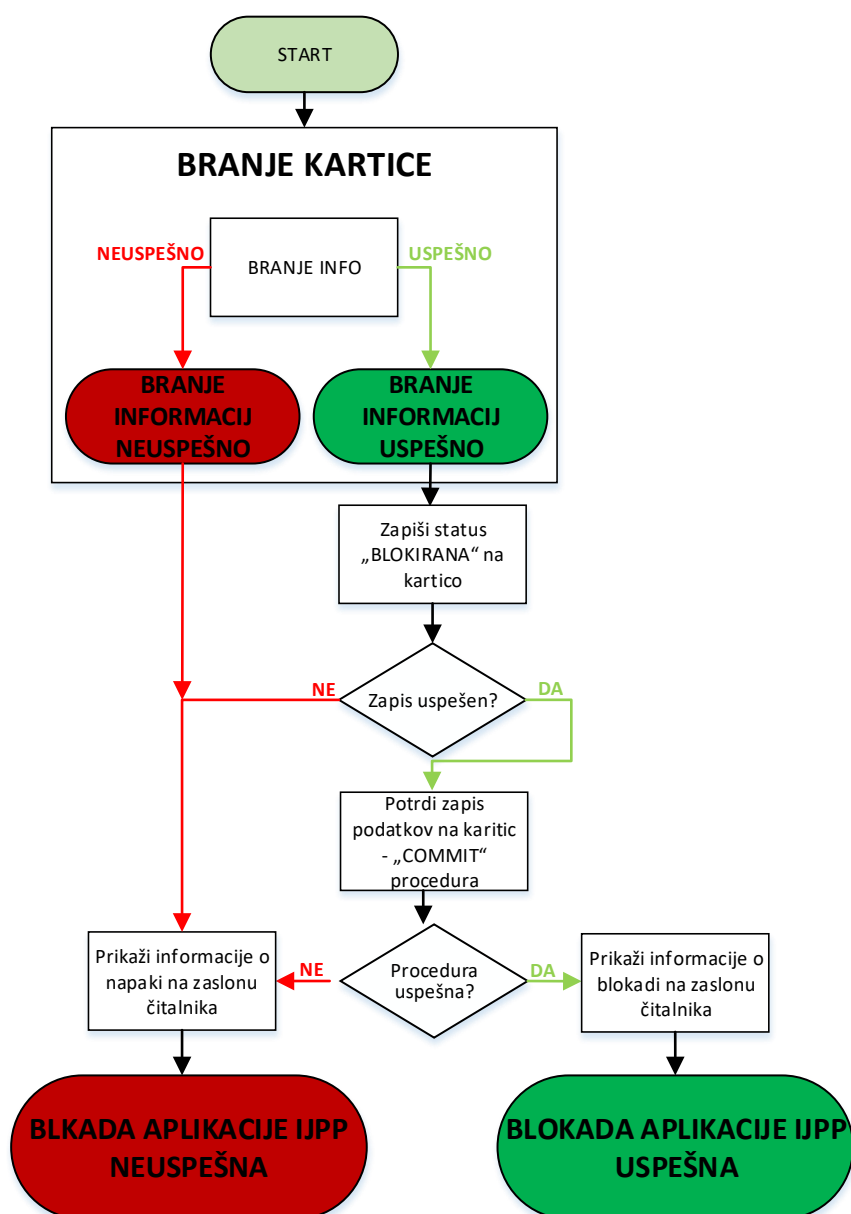 START
BRANJE KARTICE
NEUSPEŠNO
USPEŠNO
BRANJE INFO
BRANJE
INFORMACIJ
NEUSPEŠNO
BRANJE
INFORMACIJ
USPEŠNO
Zapiši status
„BLOKIRANA“ na
kartico
NE
Zapis uspešen?
DA
Potrdi zapis
podatkov na karitic
- „COMMIT“
procedura
Prikaži informacije o
napaki na zaslonu
čitalnika
NE
Procedura
uspešna?
DA
Prikaži informacije o
blokadi na zaslonu
čitalnika
BLKADA APLIKACIJE IJPP
NEUSPEŠNA
BLOKADA APLIKACIJE IJPP
USPEŠNA